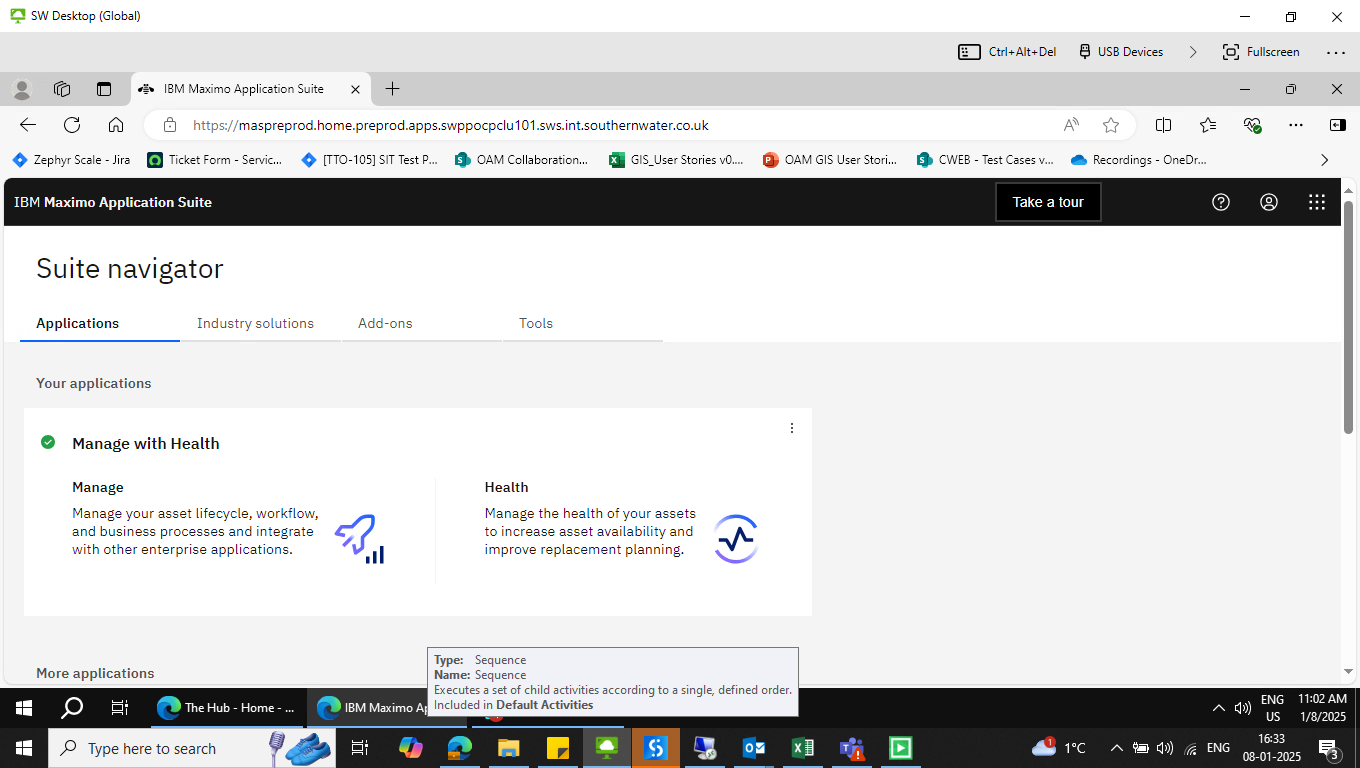 SW Desktop (Global)
Ctrl+Alt+Del
USB Devices
Fullscreen
IBM Maximo Application Suite
https://maspreprod.home.preprod.apps.swppocpclu101.sws.int.southernwater.co.uk
Zephyr Scale - Jira
Ticket Form - Servic...
[TTO-105] SIT Test P...
OAM Collaboration...
GIS_User Stories v0....
OAM GIS User Stori...
CWEB - Test Cases v...
Recordings - OneDr...
IBM Maximo Application Suite
Take a tour
Suite navigator
Applications
Industry solutions
Add-ons
Tools
Your applications
Manage with Health
Manage
Manage your asset lifecycle, workflow,
and business processes and integrate
with other enterprise applications.
Health
Manage the health of your assets
to increase asset availability and
improve replacement planning.
More applications
Type: Sequence
Name: Sequence
Executes a set of child activities according to a single, defined order.
Included in Default Activities
The Hub - Home - ...
IBM Maximo Ap
ENG
US
11:02 AM
1/8/2025
Type here to search
1
1°C
ENG
16:33
08-01-2025
3